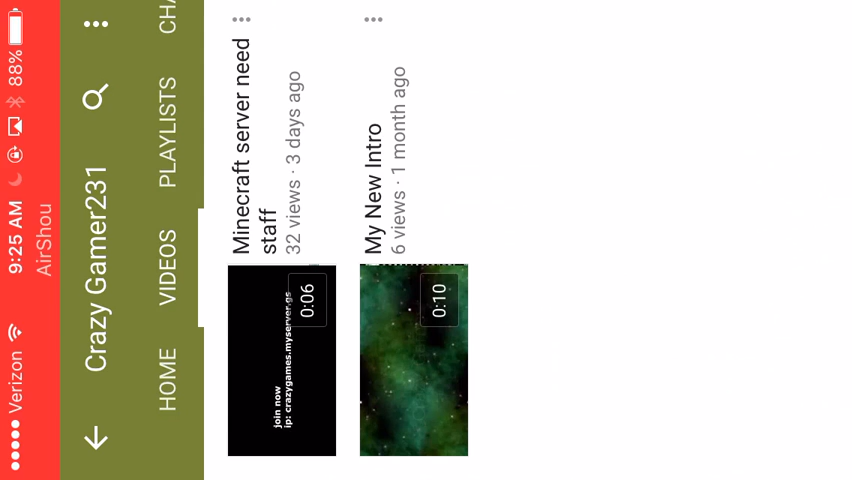 Verizon 9:25 AM 88%
AirShou
Crazy Gamer231
HOME VIDEOS PLAYLISTS CHA
join now
ip: crazygames.myserver.gs
0:06
Minecraft server need
staff
32 views · 3 days ago
0:10
My New Intro
6 views · 1 month ago